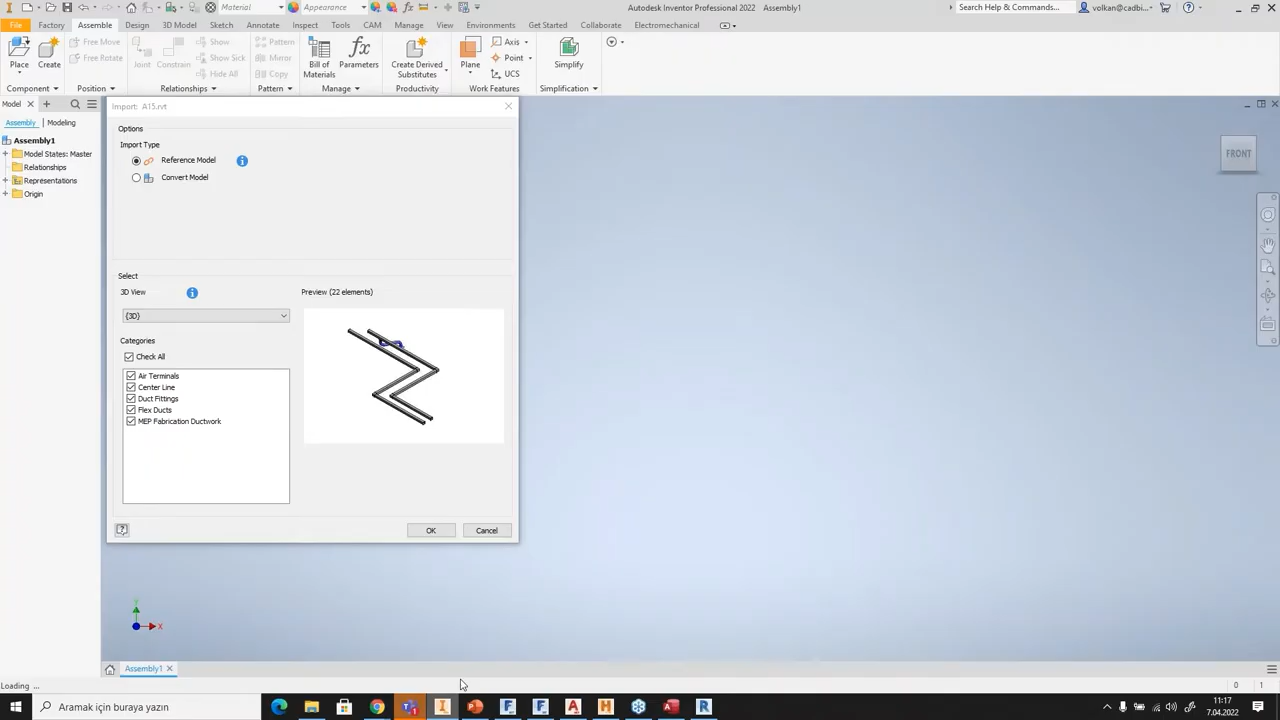 Material
Appearance
Autodesk Inventor Professional 2022
Assembly1
Search Help & Commands...
volkan@cadbi...
File
Factory
Assemble
Design
3D Model
Sketch
Annotate
Inspect
Tools
CAM
Manage
View
Environments
Get Started
Collaborate
Electromechanical
Place
Create
Free Move
Free Rotate
Joint
Constrain
Show
Show Sick
Hide All
Pattern
Mirror
Copy
Bill of
Materials
Parameters
Create Derived
Substitutes
Plane
Axis
Point
UCS
Simplify
Component
Position
Relationships
Pattern
Manage
Productivity
Work Features
Simplification
Model
Assembly
Modeling
Assembly1
Model States: Master
Relationships
Representations
Origin
Import: A15.rvt
Options
Import Type
Reference Model
Convert Model
Select
3D View
Preview (22 elements)
{3D}
Categories
Check All
Air Terminals
Center Line
Duct Fittings
Flex Ducts
MEP Fabrication Ductwork
OK
Cancel
FRONT
Y
X
Assembly1
Loading ...
0
1
Aramak için buraya yazın
11:17
7.04.2022